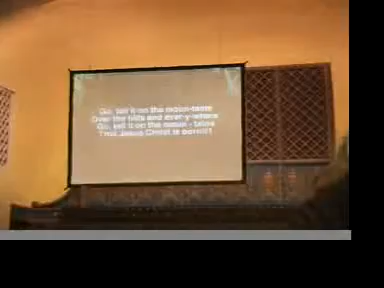 Go, tell it on the moun-tains
Over the hills and ever-y-where
Go, tell it on the moun - tains
That Jesus Christ is born!!